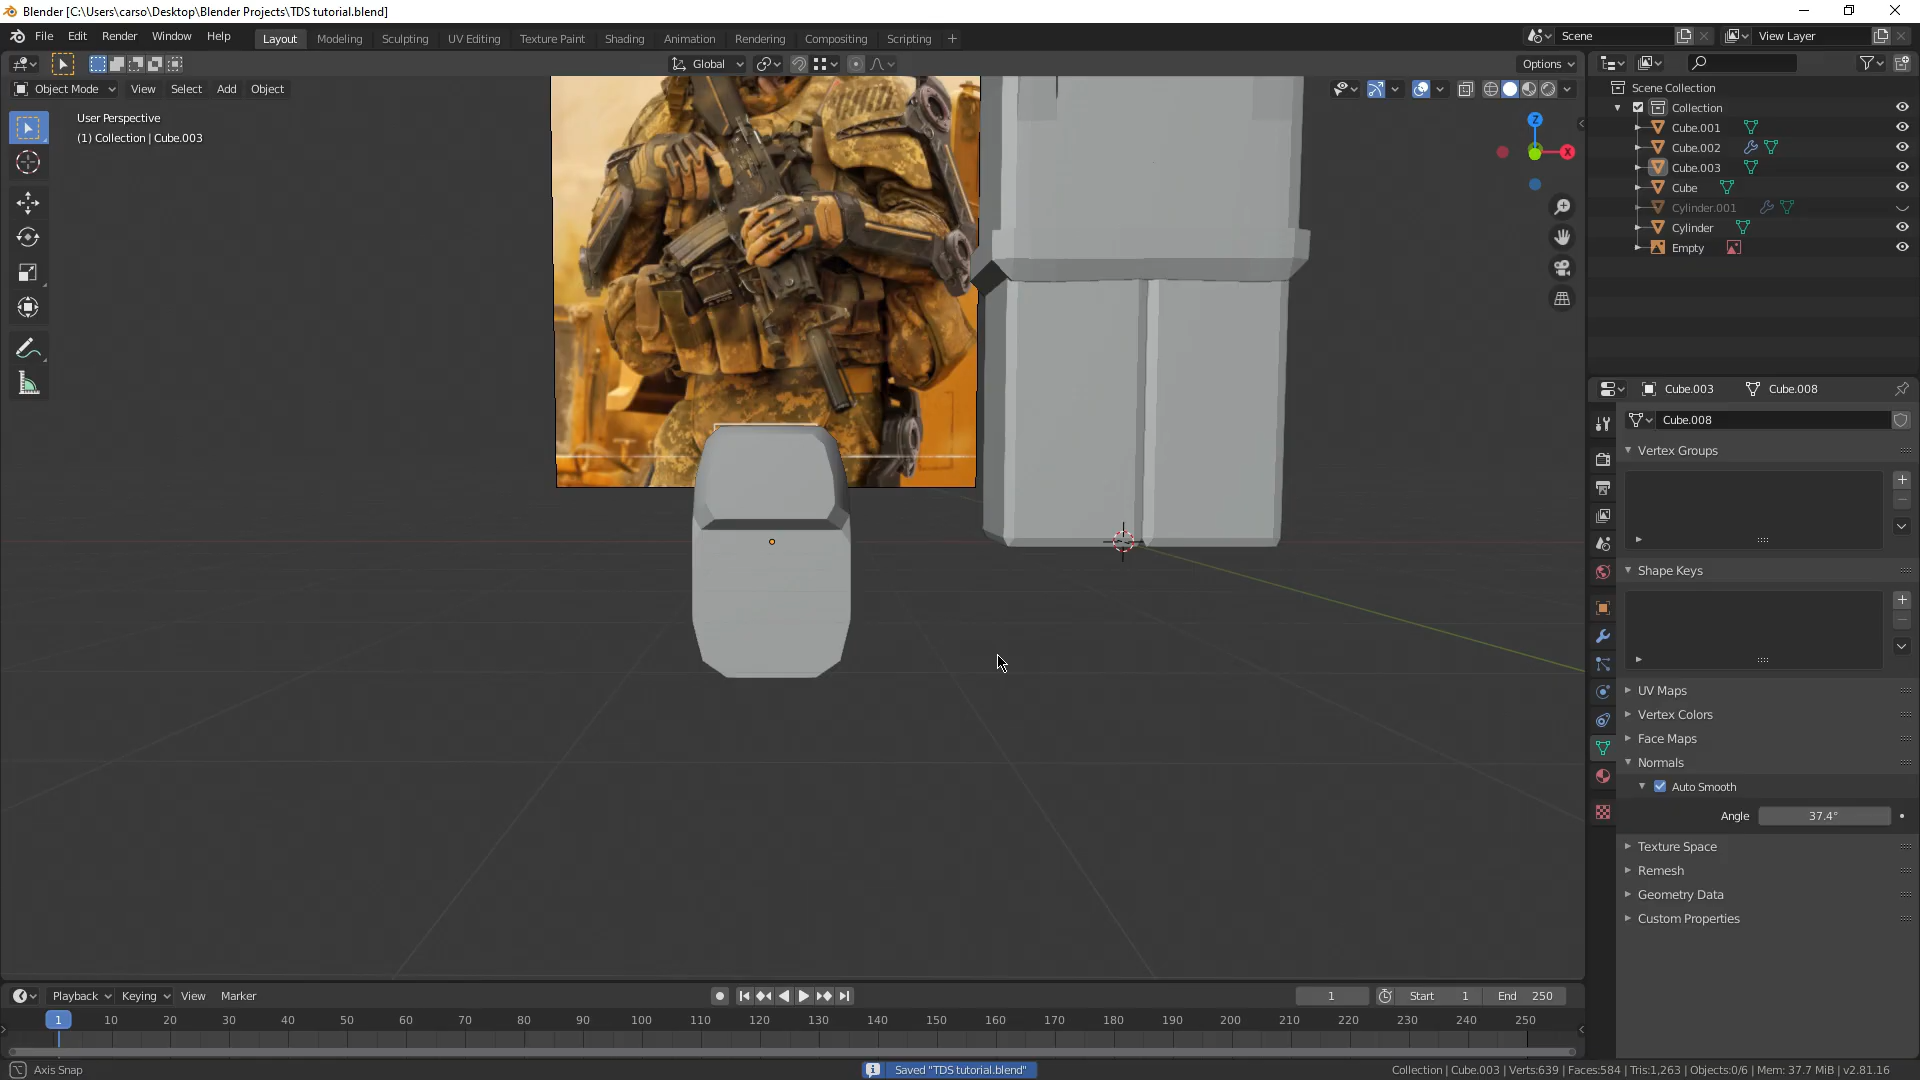 Blender [C:\Users\carso\Desktop\Blender Projects\TDS tutorial.blend]
File Edit Render Window Help
Layout Modeling Sculpting UV Editing Texture Paint Shading Animation Rendering Compositing Scripting +
Scene
View Layer
Global
Options
Object Mode View Select Add Object
User Perspective
(1) Collection | Cube.003
Z
X
Scene Collection
Collection
Cube.001
Cube.002
Cube.003
Cube
Cylinder.001
Cylinder
Empty
Cube.003 Cube.008
Cube.008
Vertex Groups
Shape Keys
UV Maps
Vertex Colors
Face Maps
Normals
Auto Smooth
Angle 37.4°
Texture Space
Remesh
Geometry Data
Custom Properties
Playback Keying View Marker
1 Start 1 End 250
1 10 20 30 40 50 60 70 80 90 100 110 120 130 140 150 160 170 180 190 200 210 220 230 240 250
Axis Snap
Saved "TDS tutorial.blend"
Collection | Cube.003 | Verts:639 | Faces:584 | Tris:1,263 | Objects:0/6 | Mem: 37.7 MiB | v2.81.16